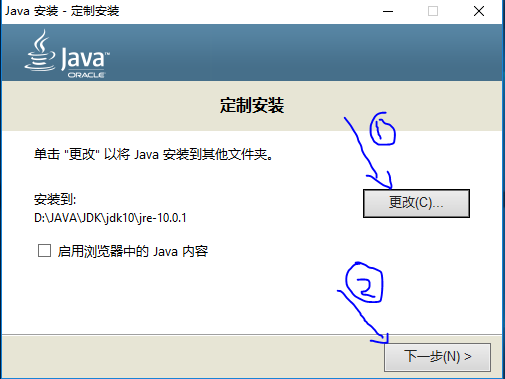 Java 安装 - 定制安装
Java™
ORACLE
定制安装
①
单击 "更改" 以将 Java 安装到其他文件夹。
安装到:
更改(C)...
D:\JAVA\JDK\jdk10\jre-10.0.1
启用浏览器中的 Java 内容
②
下一步(N) >